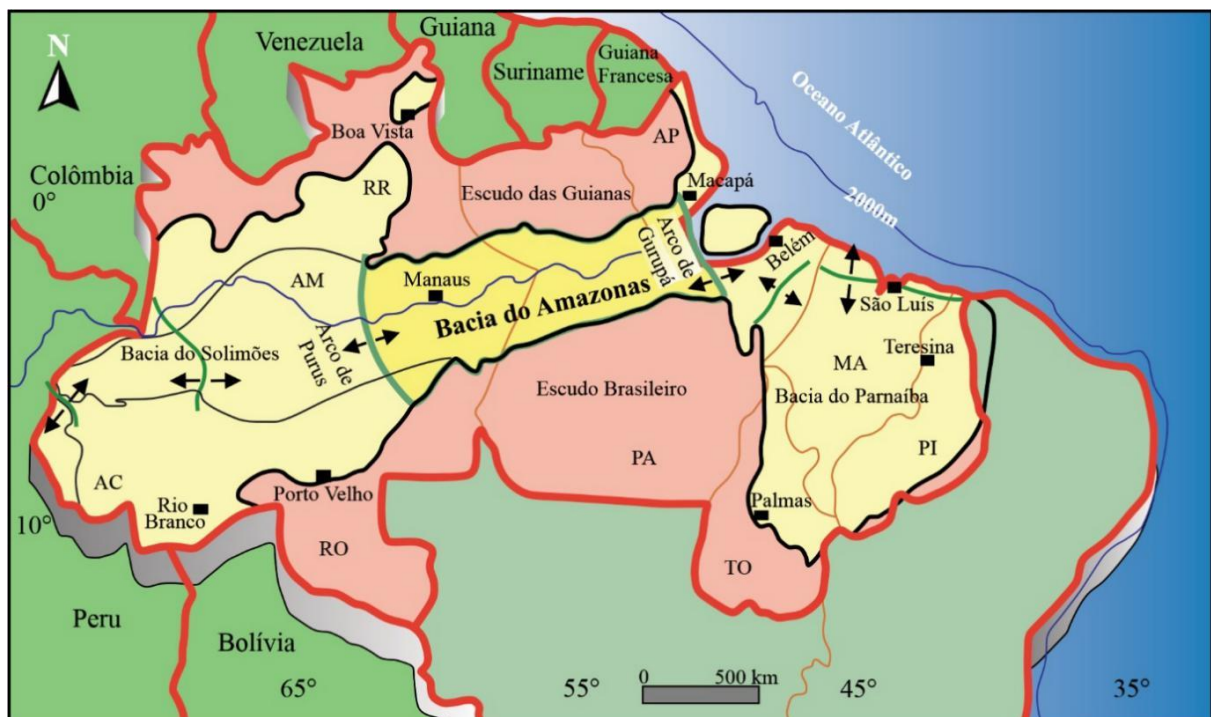 N
Venezuela
Guiana
Suriname
Guiana
Francesa
Oceano Atlântico
2000m
Colômbia
0°
Boa Vista
RR
Escudo das Guianas
AP
Macapá
Arco de
Gurupá
Belém
São Luís
AM
Manaus
Bacia do Amazonas
Arco de
Purus
Bacia do Solimões
Teresina
MA
Bacia do Parnaíba
PI
Escudo Brasileiro
PA
AC
Rio
Branco
Porto Velho
Palmas
10°
RO
TO
Peru
Bolívia
0 500 km
65°
55°
45°
35°